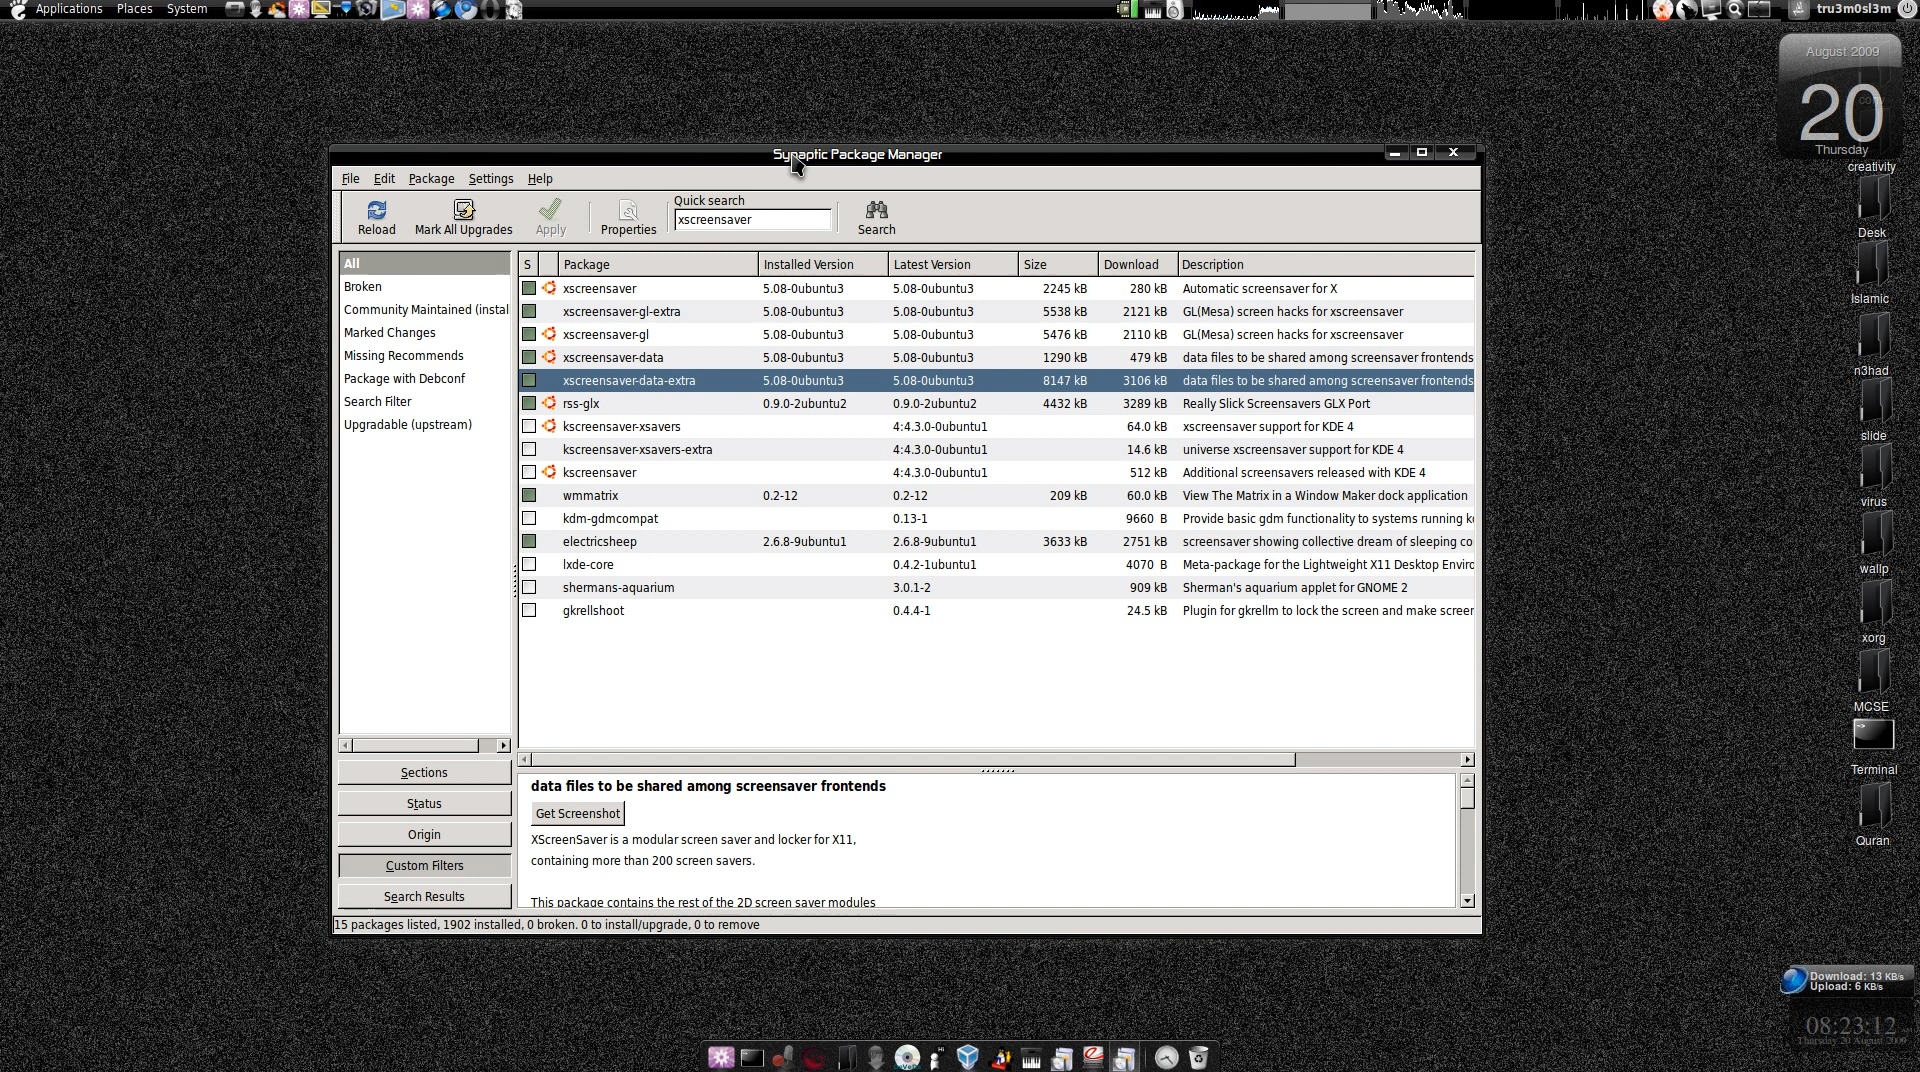 Applications Places System
tru3m0sl3m
August 2009
20
Thursday
creativity
Desk
Islamic
n3had
slide
virus
wallp
xorg
MCSE
Terminal
Quran
Synaptic Package Manager
File Edit Package Settings Help
Reload
Mark All Upgrades
Apply
Properties
Quick search
xscreensaver
Search
All
Broken
Community Maintained (instal
Marked Changes
Missing Recommends
Package with Debconf
Search Filter
Upgradable (upstream)
S Package Installed Version Latest Version Size Download Description
xscreensaver 5.08-0ubuntu3 5.08-0ubuntu3 2245 kB 280 kB Automatic screensaver for X
xscreensaver-gl-extra 5.08-0ubuntu3 5.08-0ubuntu3 5538 kB 2121 kB GL(Mesa) screen hacks for xscreensaver
xscreensaver-gl 5.08-0ubuntu3 5.08-0ubuntu3 5476 kB 2110 kB GL(Mesa) screen hacks for xscreensaver
xscreensaver-data 5.08-0ubuntu3 5.08-0ubuntu3 1290 kB 479 kB data files to be shared among screensaver frontends
xscreensaver-data-extra 5.08-0ubuntu3 5.08-0ubuntu3 8147 kB 3106 kB data files to be shared among screensaver frontends
rss-glx 0.9.0-2ubuntu2 0.9.0-2ubuntu2 4432 kB 3289 kB Really Slick Screensavers GLX Port
kscreensaver-xsavers 4:4.3.0-0ubuntu1 64.0 kB xscreensaver support for KDE 4
kscreensaver-xsavers-extra 4:4.3.0-0ubuntu1 14.6 kB universe xscreensaver support for KDE 4
kscreensaver 4:4.3.0-0ubuntu1 512 kB Additional screensavers released with KDE 4
wmmatrix 0.2-12 0.2-12 209 kB 60.0 kB View The Matrix in a Window Maker dock application
kdm-gdmcompat 0.13-1 9660 B Provide basic gdm functionality to systems running k
electricsheep 2.6.8-9ubuntu1 2.6.8-9ubuntu1 3633 kB 2751 kB screensaver showing collective dream of sleeping co
lxde-core 0.4.2-1ubuntu1 4070 B Meta-package for the Lightweight X11 Desktop Enviro
shermans-aquarium 3.0.1-2 909 kB Sherman's aquarium applet for GNOME 2
gkrellshoot 0.4.4-1 24.5 kB Plugin for gkrellm to lock the screen and make screen
Sections
Status
Origin
Custom Filters
Search Results
data files to be shared among screensaver frontends
Get Screenshot
XScreenSaver is a modular screen saver and locker for X11,
containing more than 200 screen savers.
This package contains the rest of the 2D screen saver modules
15 packages listed, 1902 installed, 0 broken. 0 to install/upgrade, 0 to remove
Download: 13 KB/s
Upload: 6 KB/s
08:23:12
Thursday 20 August 2009